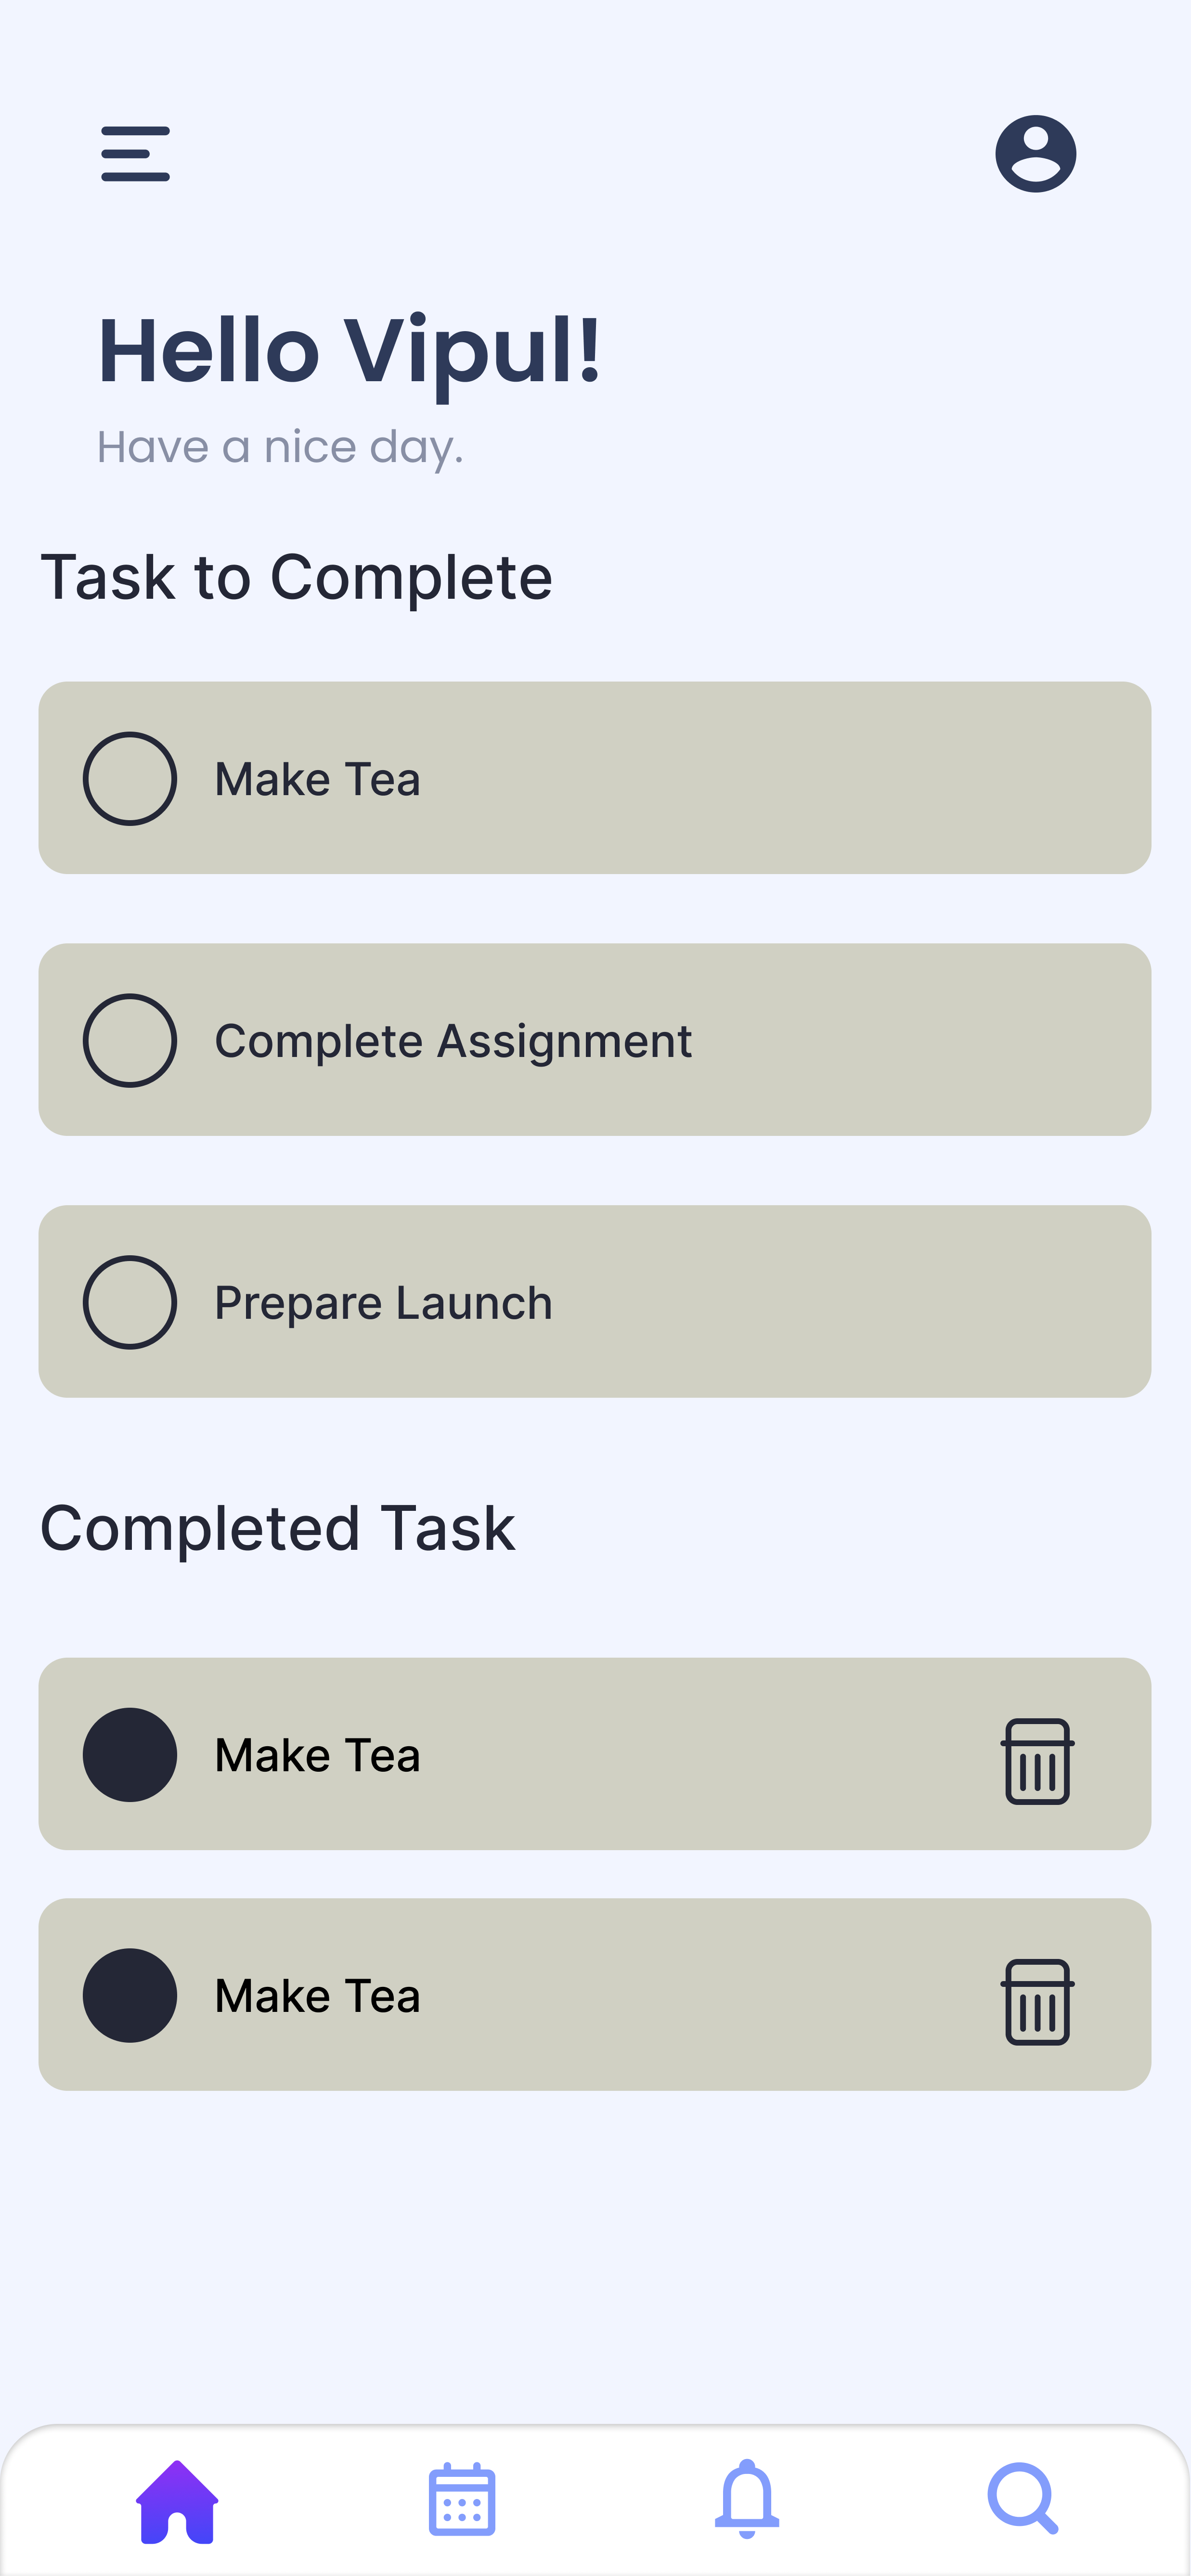 Hello Vipul!
Have a nice day.
Task to Complete
Make Tea
Complete Assignment
Prepare Launch
Completed Task
Make Tea
Make Tea